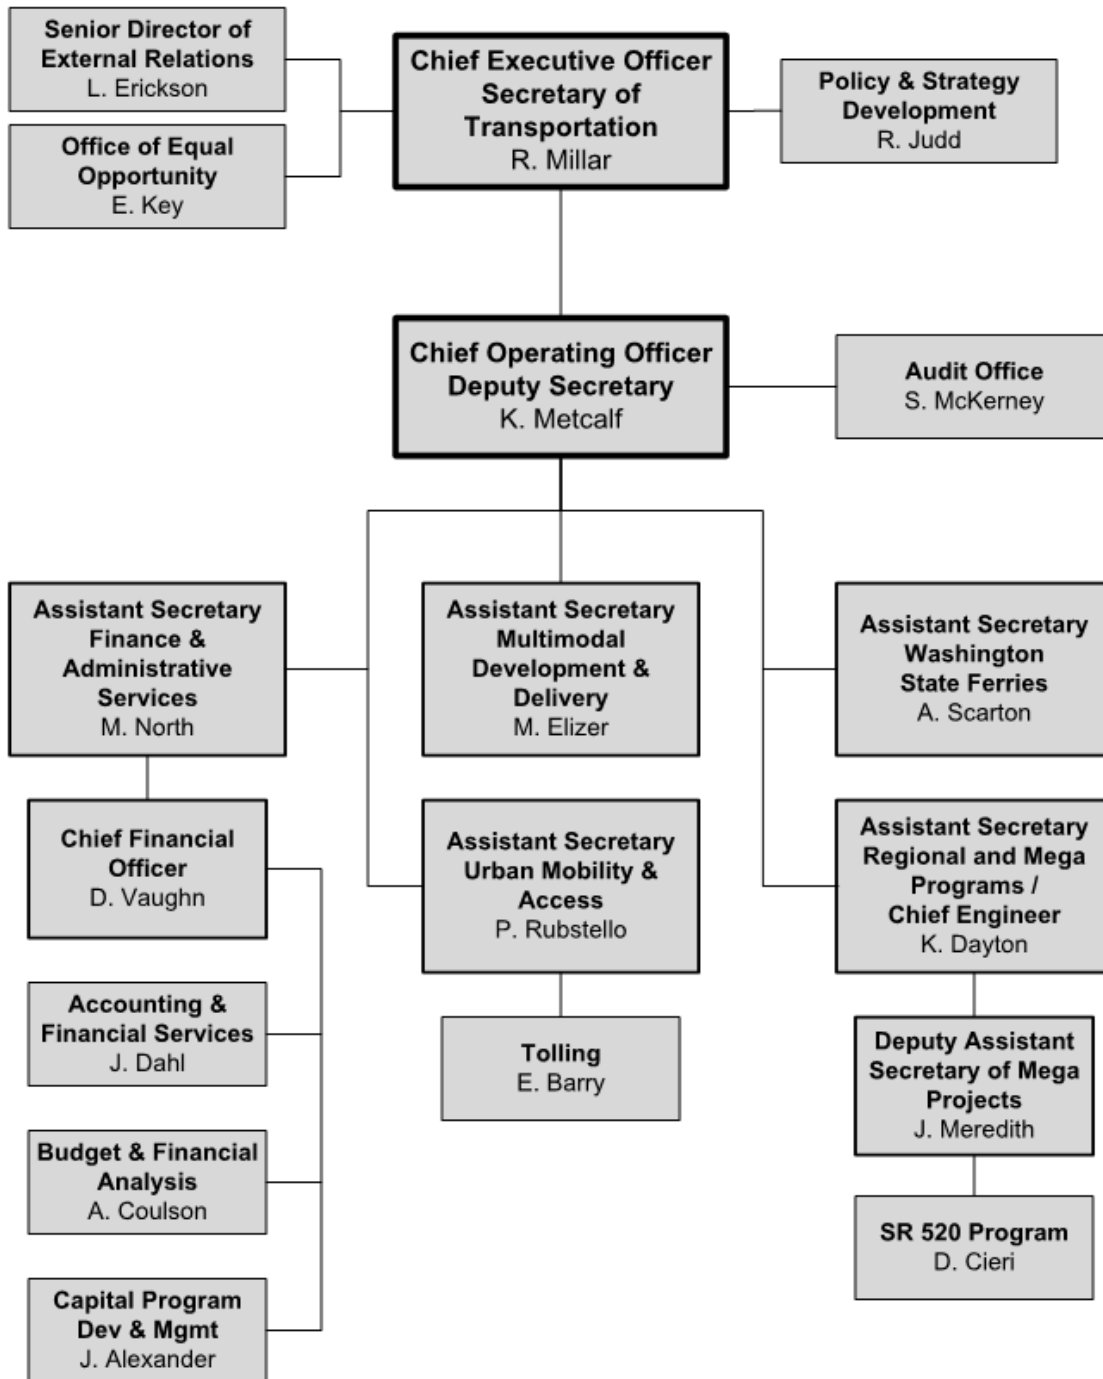 Senior Director of
External Relations
L. Erickson
Chief Executive Officer
Secretary of
Transportation
R. Millar
Policy & Strategy
Development
R. Judd
Office of Equal
Opportunity
E. Key
Chief Operating Officer
Deputy Secretary
K. Metcalf
Audit Office
S. McKerney
Assistant Secretary
Finance &
Administrative
Services
M. North
Assistant Secretary
Multimodal
Development &
Delivery
M. Elizer
Assistant Secretary
Washington
State Ferries
A. Scarton
Chief Financial
Officer
D. Vaughn
Assistant Secretary
Urban Mobility &
Access
P. Rubstello
Assistant Secretary
Regional and Mega
Programs /
Chief Engineer
K. Dayton
Accounting &
Financial Services
J. Dahl
Tolling
E. Barry
Deputy Assistant
Secretary of Mega
Projects
J. Meredith
Budget & Financial
Analysis
A. Coulson
SR 520 Program
D. Cieri
Capital Program
Dev & Mgmt
J. Alexander